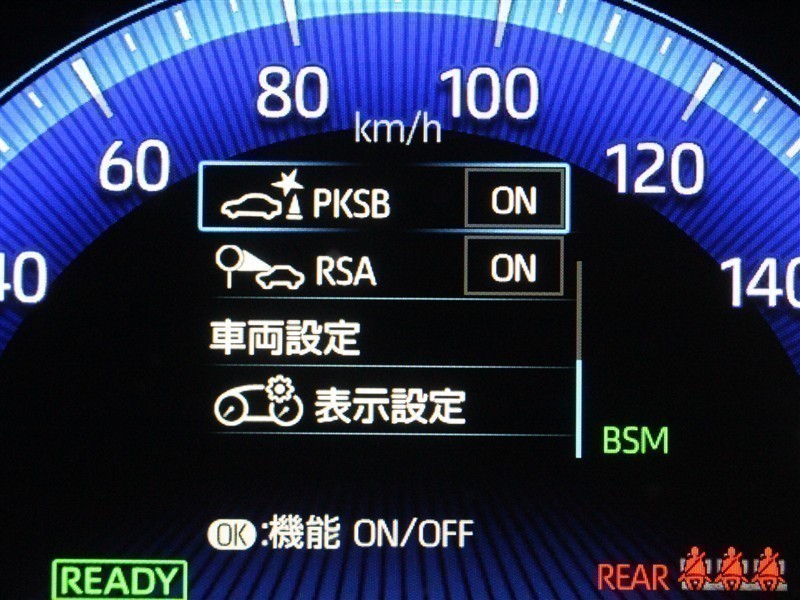 80
100
km/h
60
120
PKSB ON
40
RSA ON
140
車両設定
表示設定
BSM
OK:機能 ON/OFF
READY
REAR